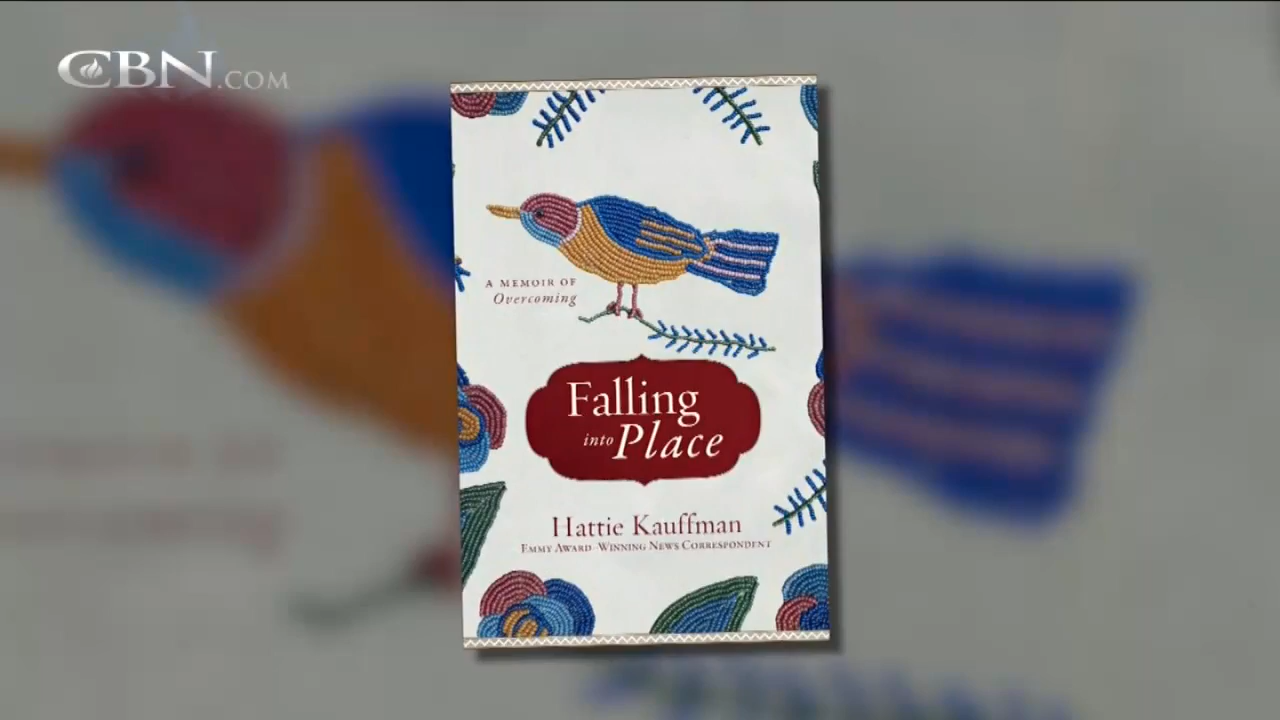 CBN.COM
A MEMOIR OF
Overcoming
Falling
into Place
Hattie Kauffman
EMMY AWARD–WINNING NEWS CORRESPONDENT